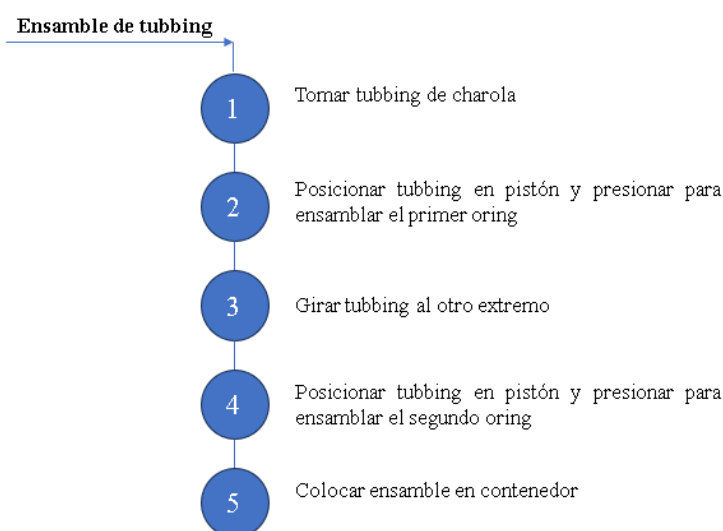 Ensamble de tubbing
1
Tomar tubbing de charola
2
Posicionar tubbing en pistón y presionar para
ensamblar el primer oring
3
Girar tubbing al otro extremo
4
Posicionar tubbing en pistón y presionar para
ensamblar el segundo oring
5
Colocar ensamble en contenedor